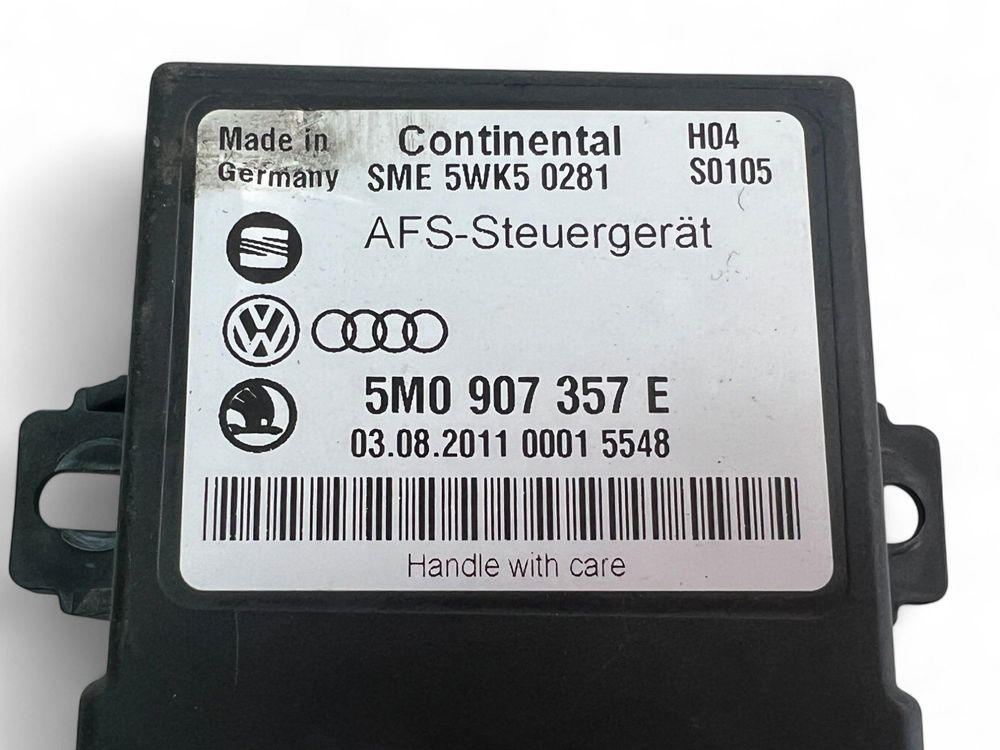 Made in Continental H04
Germany SME 5WK5 0281 S0105
AFS-Steuergerät
5M0 907 357 E
03.08.2011 0001 5548
Handle with care